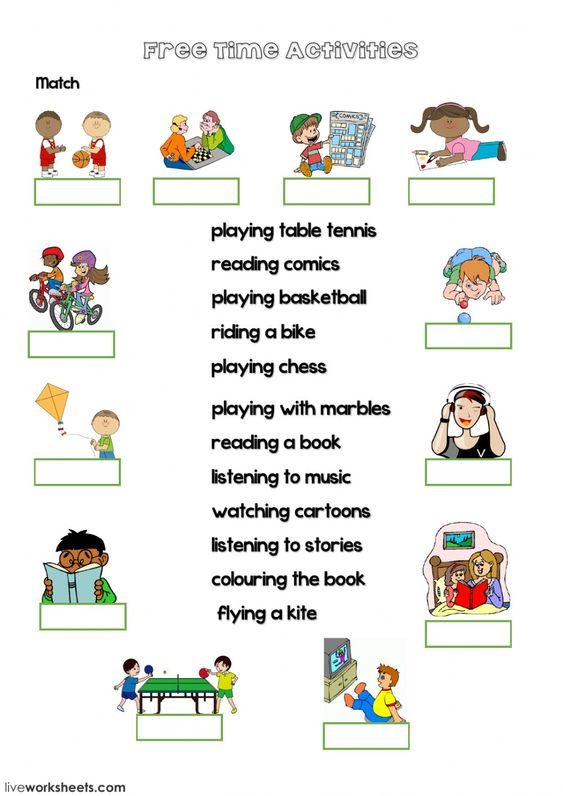 Free Time Activities
Match
COMICS
playing table tennis
reading comics
playing basketball
riding a bike
playing chess
playing with marbles
reading a book
listening to music
watching cartoons
listening to stories
colouring the book
flying a kite
liveworksheets.com